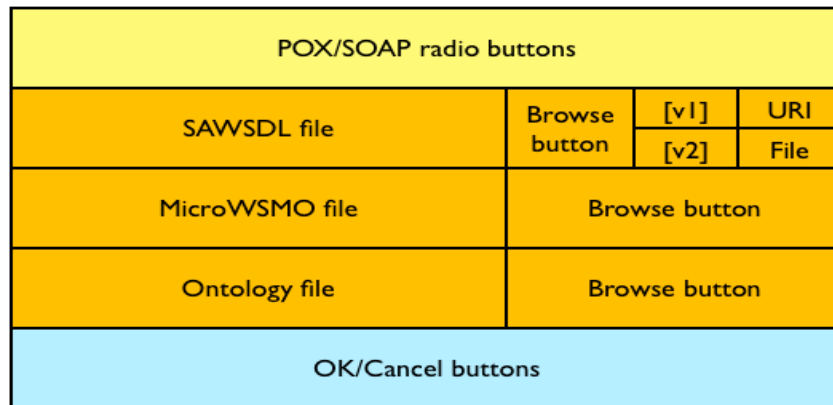 POX/SOAP radio buttons
SAWSDL file
Browse
button
[v1]
URI
[v2]
File
MicroWSMO file
Browse button
Ontology file
Browse button
OK/Cancel buttons